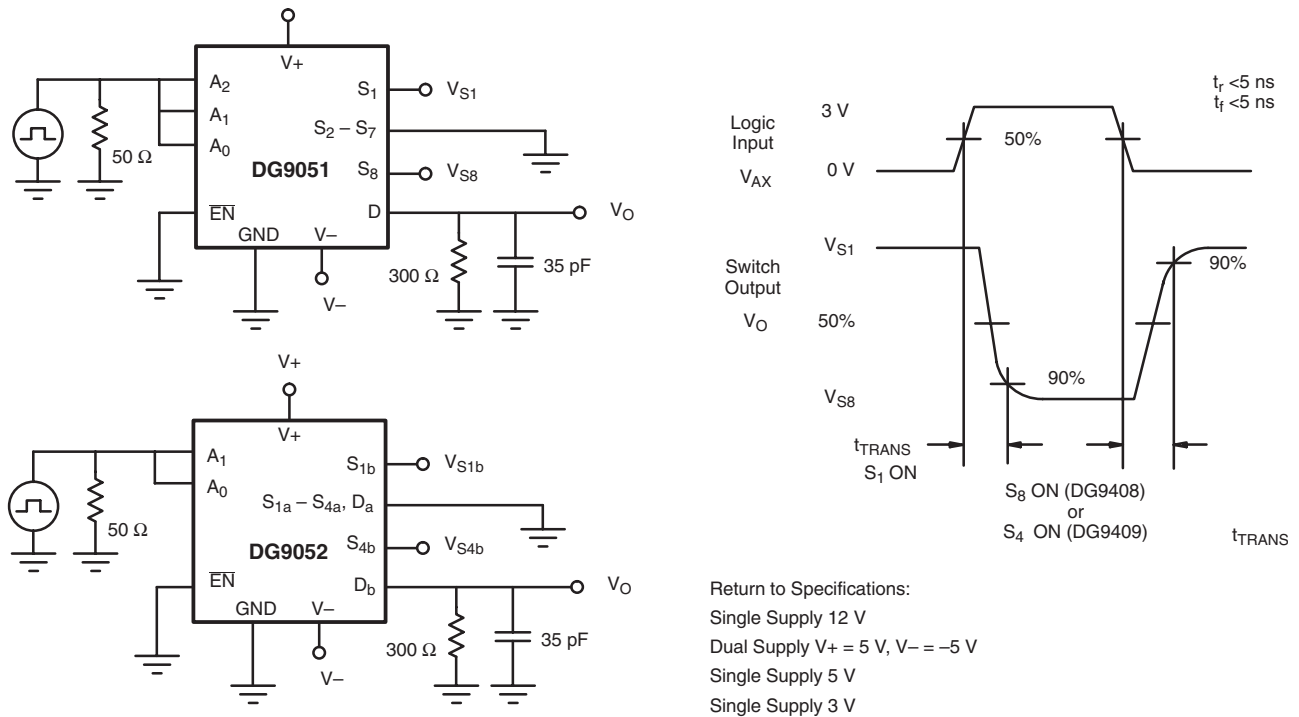 V+
A2
A1
A0
50 Ω
S1
VS1
S2 – S7
DG9051
S8
VS8
EN
D
VO
GND
V–
300 Ω
35 pF
V–
V+
V+
A1
A0
50 Ω
S1b
VS1b
S1a – S4a, Da
DG9052
S4b
VS4b
EN
Db
VO
GND
V–
300 Ω
35 pF
V–
tr <5 ns
tf <5 ns
Logic
Input
VAX
3 V
50%
0 V
VS1
Switch
Output
VO
50%
90%
90%
VS8
tTRANS
S1 ON
S8 ON (DG9408)
or
S4 ON (DG9409)
tTRANS
Return to Specifications:
Single Supply 12 V
Dual Supply V+ = 5 V, V– = –5 V
Single Supply 5 V
Single Supply 3 V